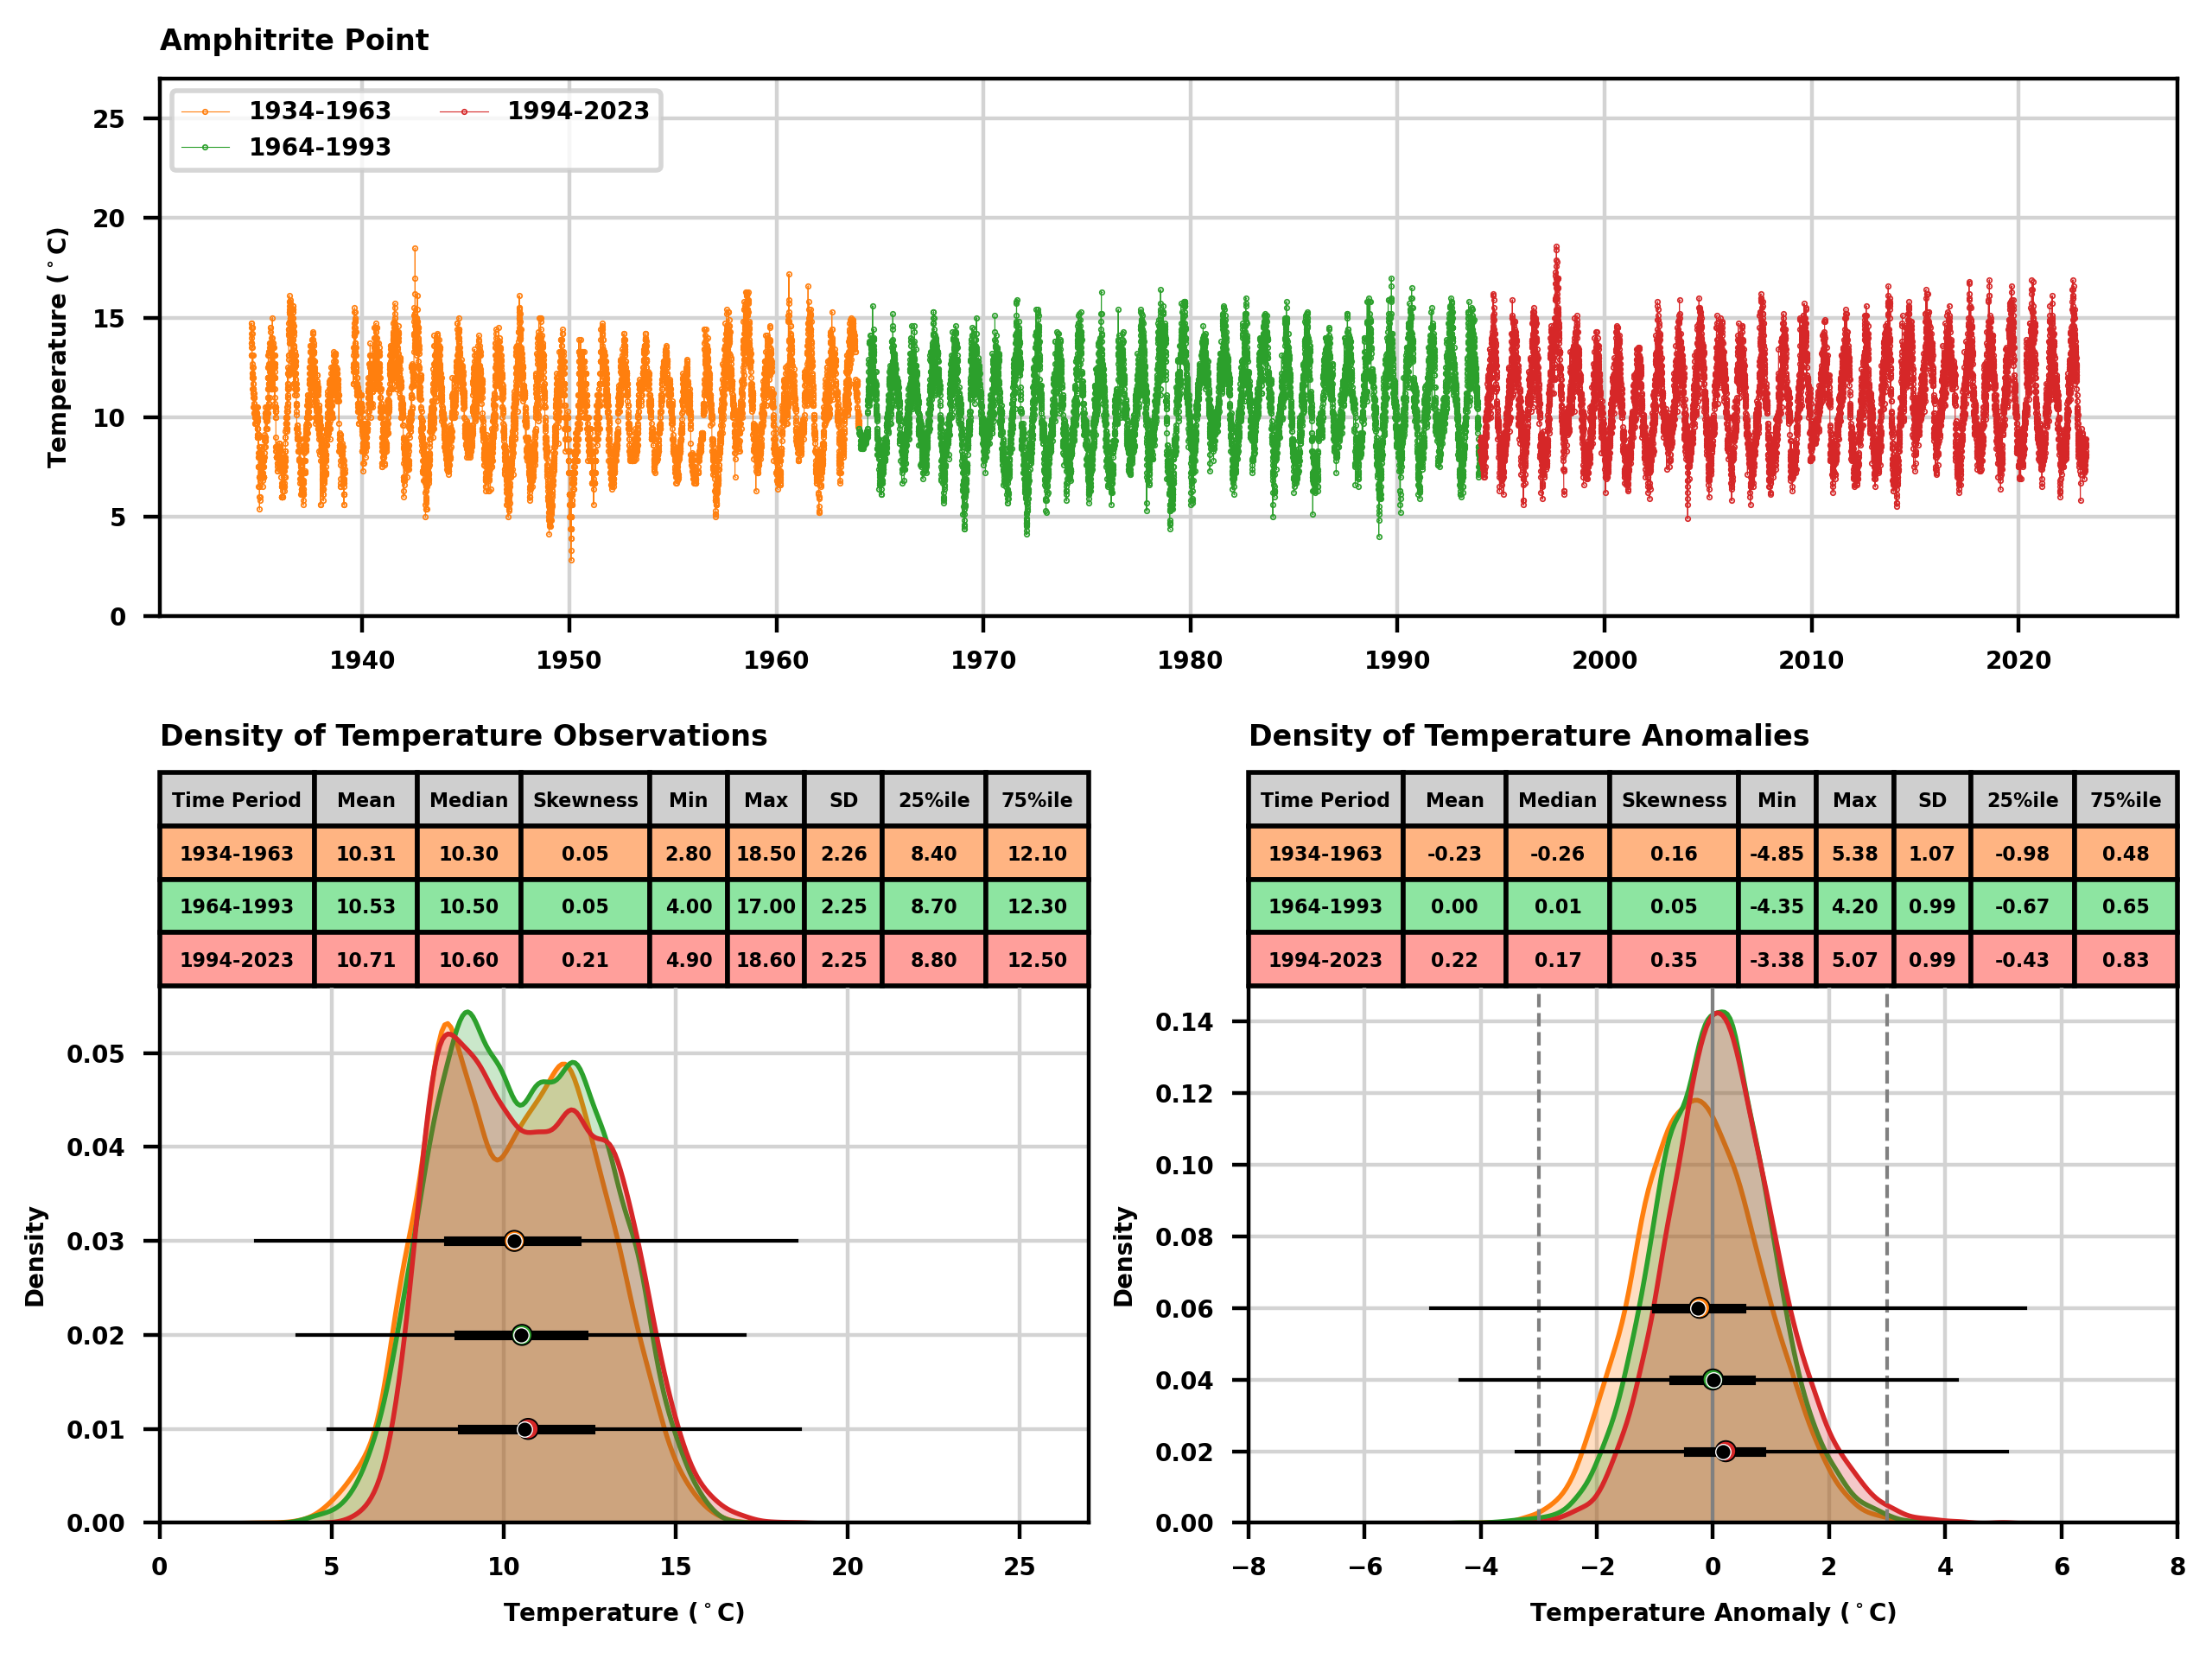 Amphitrite Point
1934-1963 1994-2023
1964-1993
25
20
15
10
5
0
Temperature (°C)
1940 1950 1960 1970 1980 1990 2000 2010 2020
Density of Temperature Observations
Time Period Mean Median Skewness Min Max SD 25%ile 75%ile
1934-1963 10.31 10.30 0.05 2.80 18.50 2.26 8.40 12.10
1964-1993 10.53 10.50 0.05 4.00 17.00 2.25 8.70 12.30
1994-2023 10.71 10.60 0.21 4.90 18.60 2.25 8.80 12.50
0.05
0.04
0.03
0.02
0.01
0.00
Density
0 5 10 15 20 25
Temperature (°C)
Density of Temperature Anomalies
Time Period Mean Median Skewness Min Max SD 25%ile 75%ile
1934-1963 -0.23 -0.26 0.16 -4.85 5.38 1.07 -0.98 0.48
1964-1993 0.00 0.01 0.05 -4.35 4.20 0.99 -0.67 0.65
1994-2023 0.22 0.17 0.35 -3.38 5.07 0.99 -0.43 0.83
0.14
0.12
0.10
0.08
0.06
0.04
0.02
0.00
Density
−8 −6 −4 −2 0 2 4 6 8
Temperature Anomaly (°C)